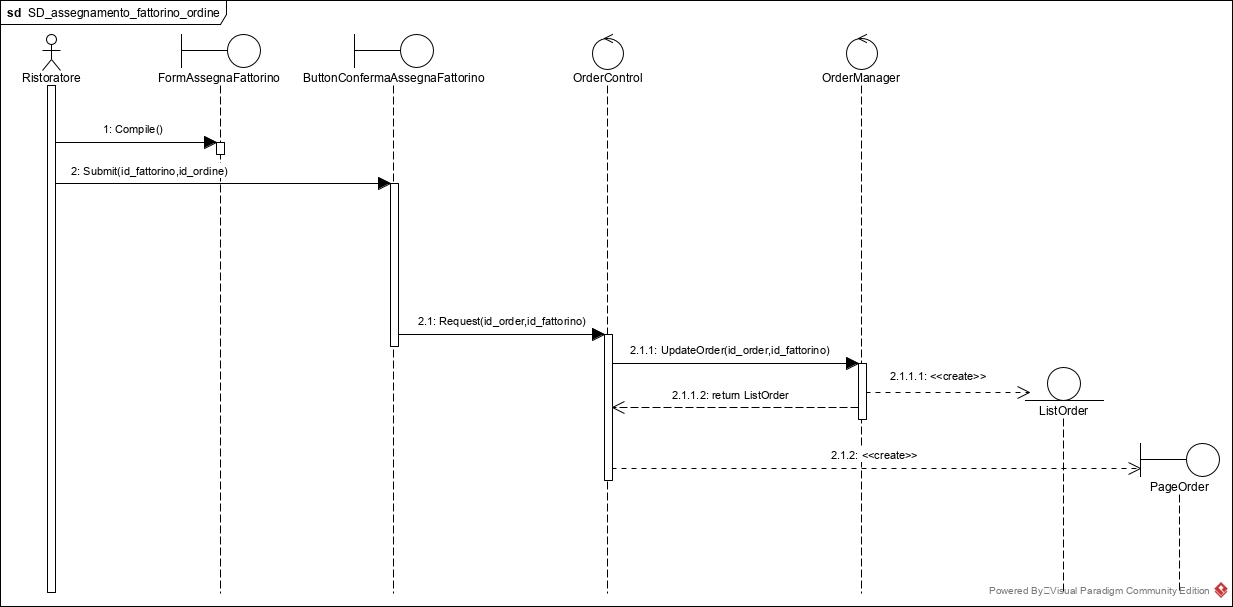 sd SD_assegnamento_fattorino_ordine
Ristoratore
FormAssegnaFattorino
ButtonConfermaAssegnaFattorino
OrderControl
OrderManager
1: Compile()
2: Submit(id_fattorino,id_ordine)
2.1: Request(id_order,id_fattorino)
2.1.1: UpdateOrder(id_order,id_fattorino)
2.1.1.1: <<create>>
2.1.1.2: return ListOrder
ListOrder
2.1.2: <<create>>
PageOrder
Powered By Visual Paradigm Community Edition